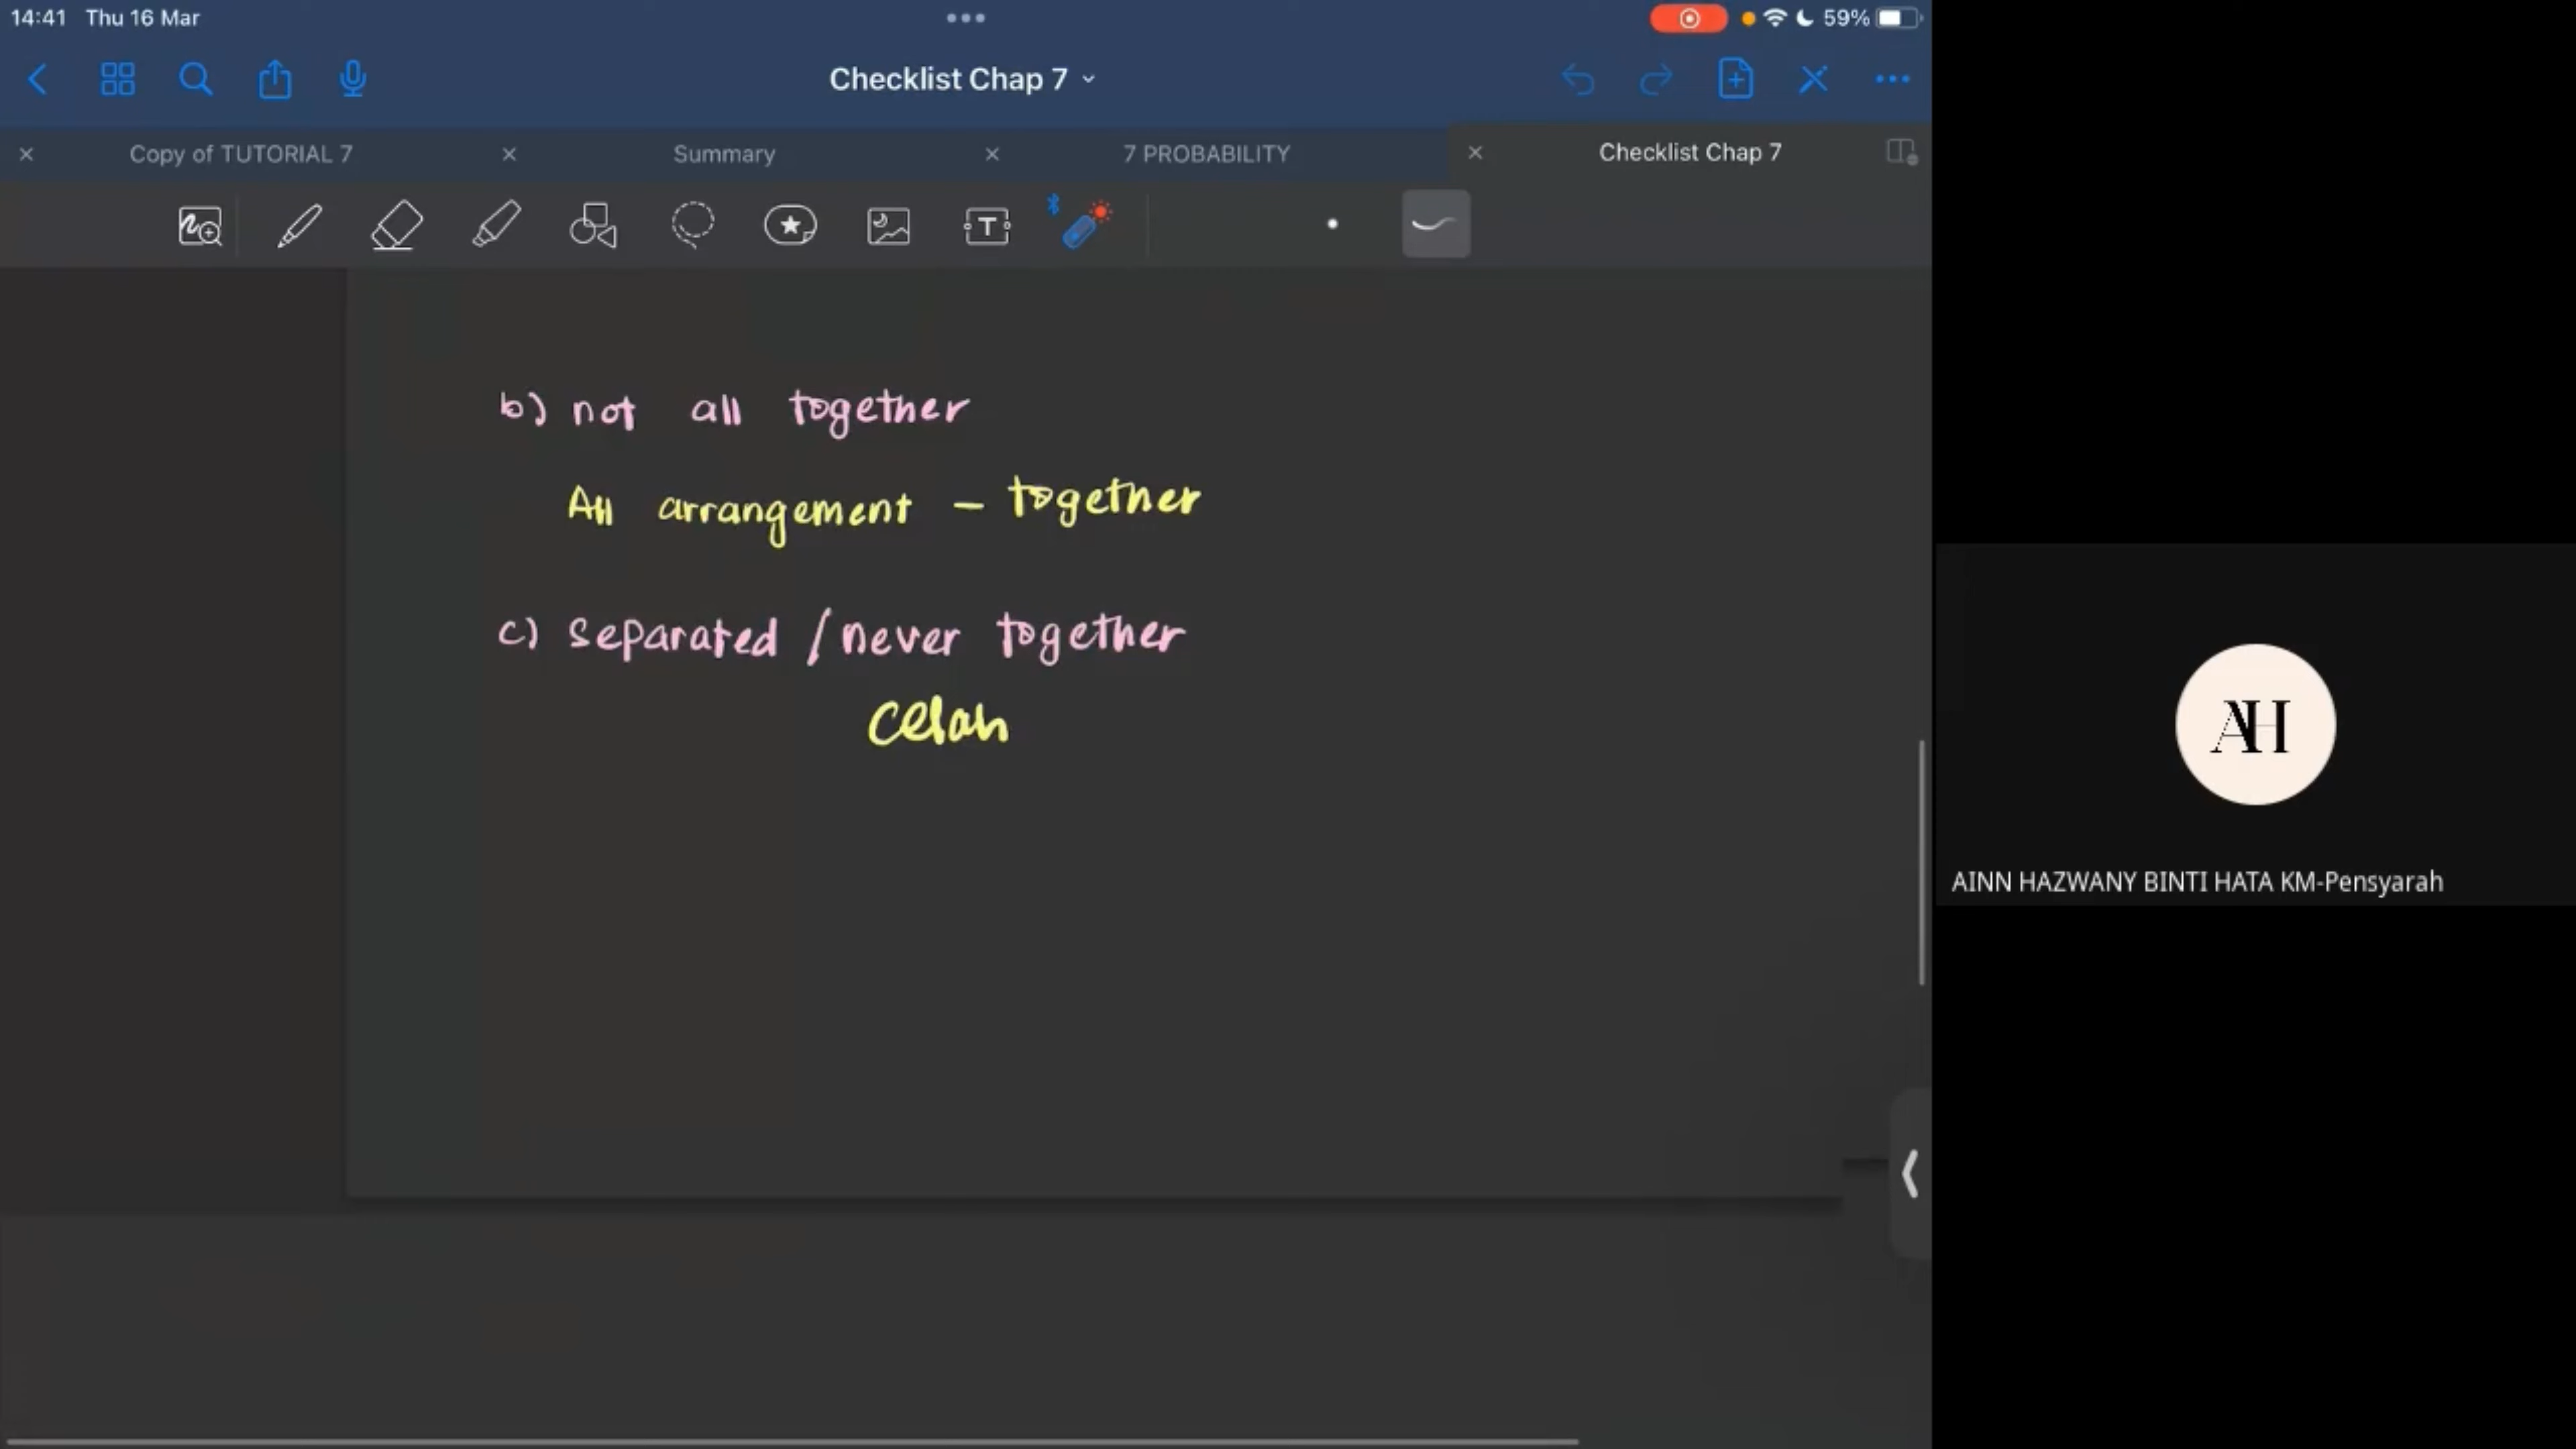 14:41 Thu 16 Mar
59%
Checklist Chap 7
Copy of TUTORIAL 7
Summary
7 PROBABILITY
Checklist Chap 7
T
b) not all together
All arrangement - together
c) separated / never together
celah
AH
AINN HAZWANY BINTI HATA KM-Pensyarah